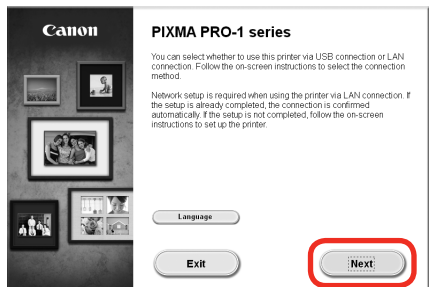 Canon
PIXMA PRO-1 series
You can select whether to use this printer via USB connection or LAN
connection. Follow the on-screen instructions to select the connection
method.
Network setup is required when using the printer via LAN connection. If
the setup is already completed, the connection is confirmed
automatically. If the setup is not completed, follow the on-screen
instructions to set up the printer.
Language
Exit
Next